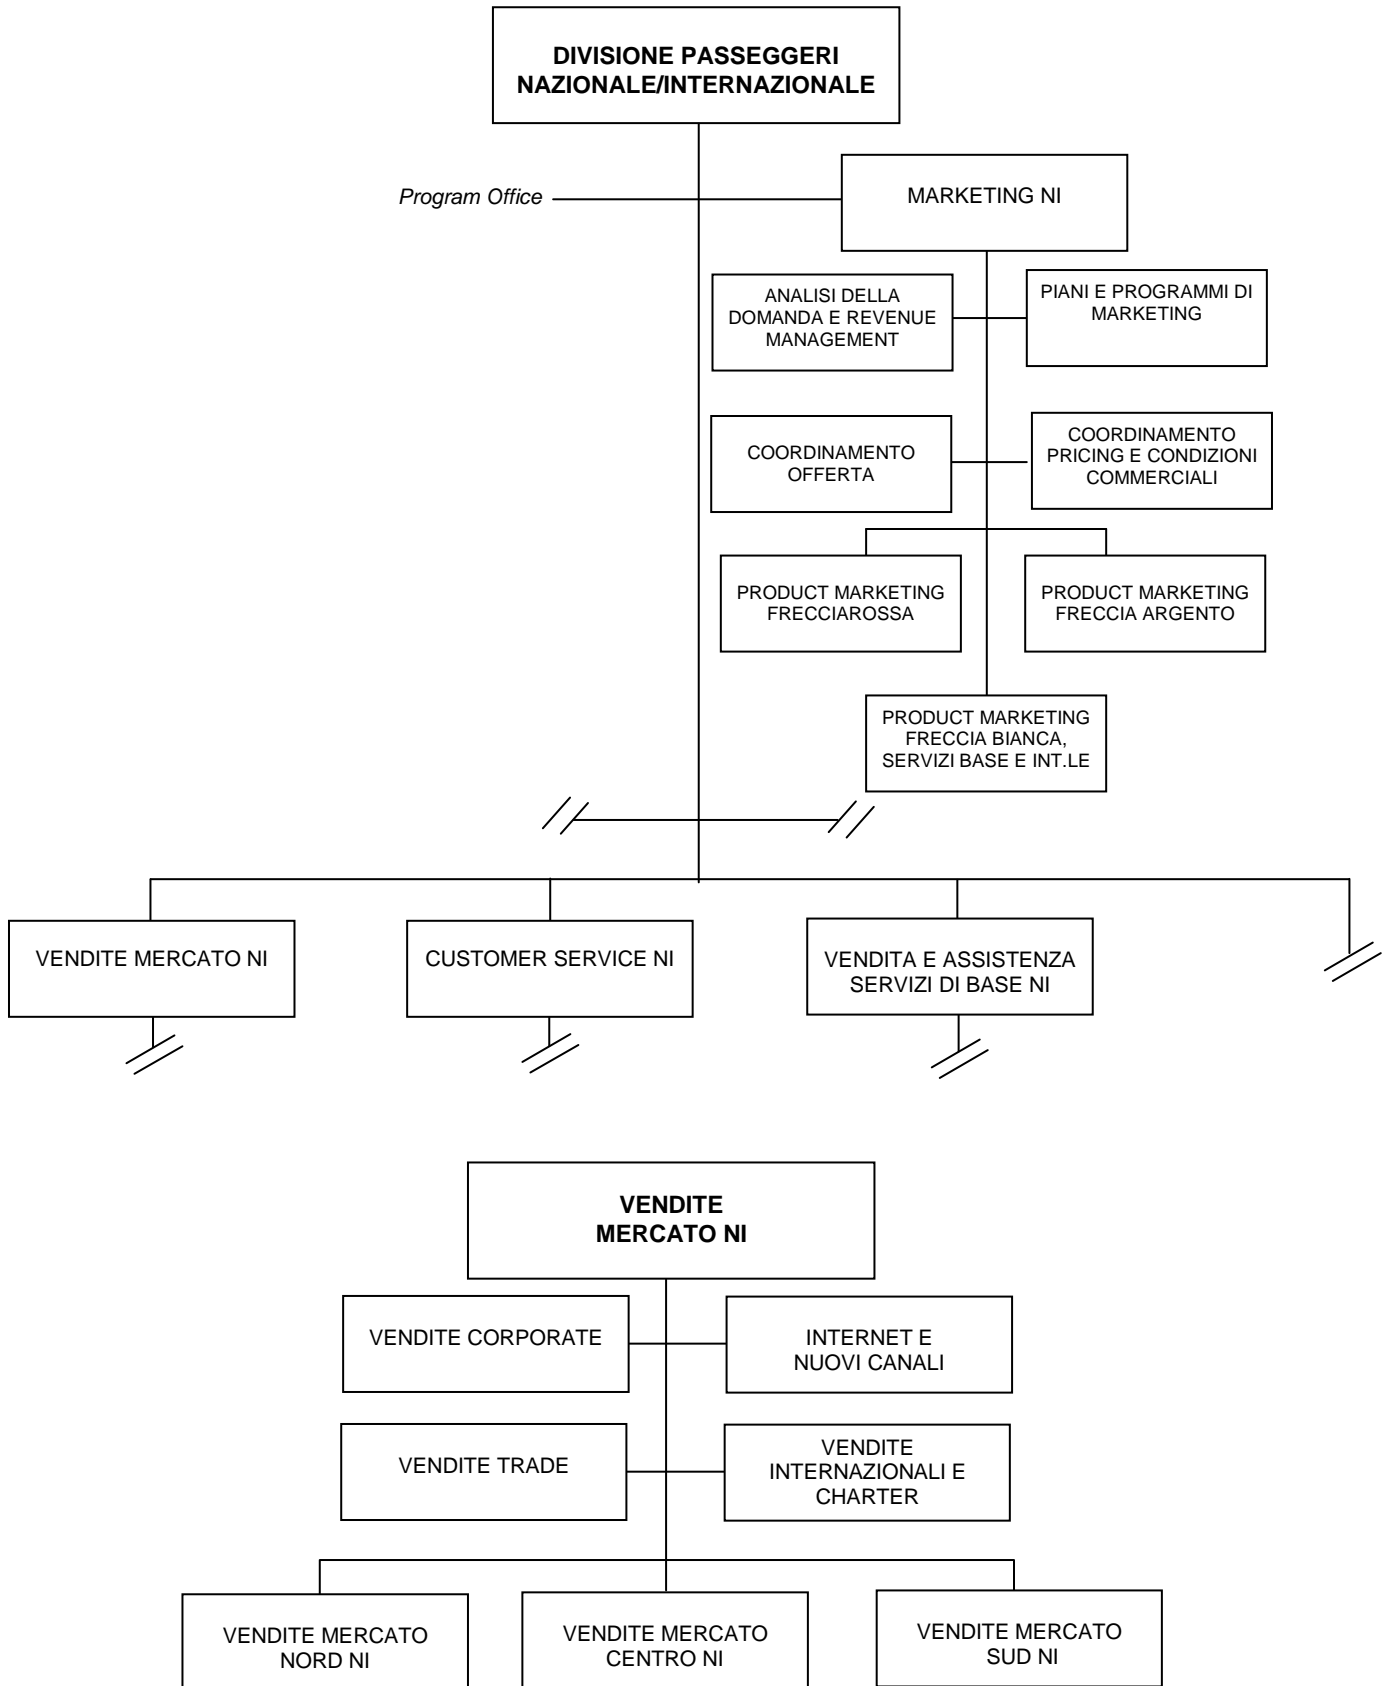 DIVISIONE PASSEGGERI
NAZIONALE/INTERNAZIONALE
Program Office
MARKETING NI
ANALISI DELLA
DOMANDA E REVENUE
MANAGEMENT
PIANI E PROGRAMMI DI
MARKETING
COORDINAMENTO
OFFERTA
COORDINAMENTO
PRICING E CONDIZIONI
COMMERCIALI
PRODUCT MARKETING
FRECCIAROSSA
PRODUCT MARKETING
FRECCIA ARGENTO
PRODUCT MARKETING
FRECCIA BIANCA,
SERVIZI BASE E INT.LE
VENDITE MERCATO NI
CUSTOMER SERVICE NI
VENDITA E ASSISTENZA
SERVIZI DI BASE NI
VENDITE
MERCATO NI
VENDITE CORPORATE
INTERNET E
NUOVI CANALI
VENDITE TRADE
VENDITE
INTERNAZIONALI E
CHARTER
VENDITE MERCATO
NORD NI
VENDITE MERCATO
CENTRO NI
VENDITE MERCATO
SUD NI